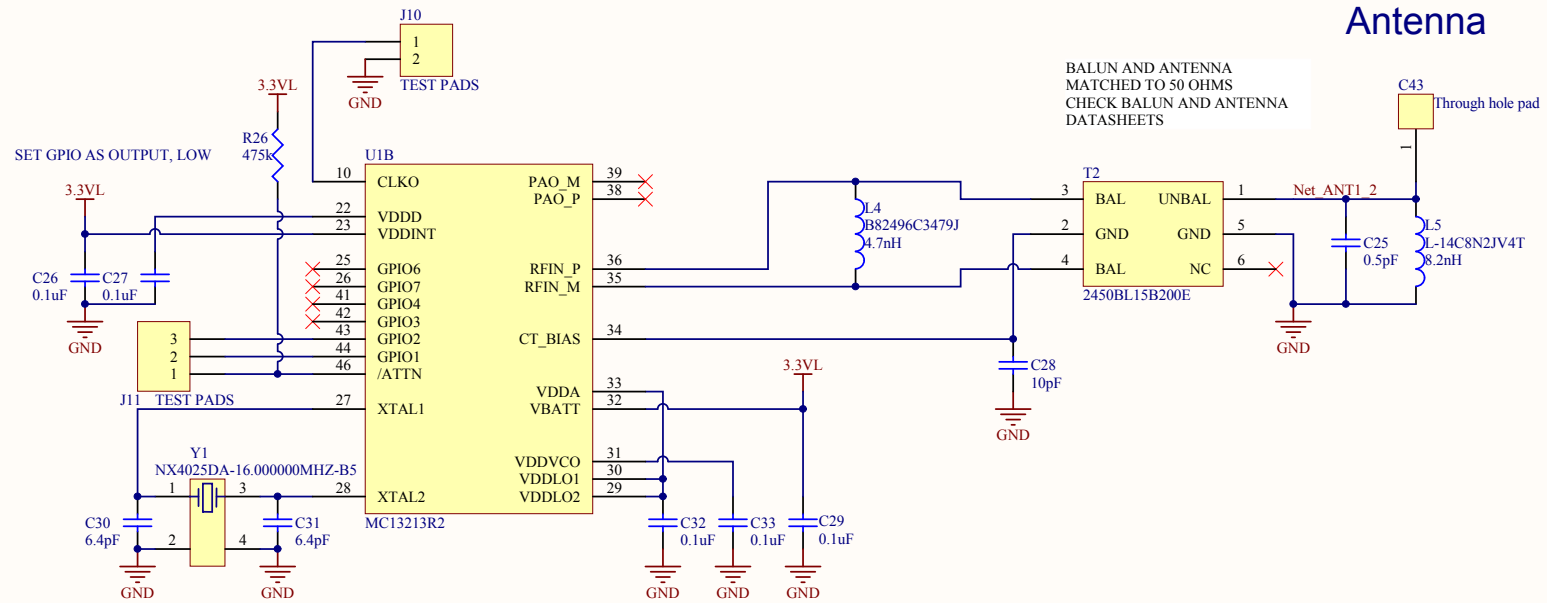 Antenna
J10
1
2
TEST PADS
GND
3.3VL
R26
475k
SET GPIO AS OUTPUT, LOW
3.3VL
C26
0.1uF
C27
0.1uF
GND
3
2
1
J11 TEST PADS
U1B
10 CLKO
22 VDDD
23 VDDINT
25 GPIO6
26 GPIO7
41 GPIO4
42 GPIO3
43 GPIO2
44 GPIO1
46 /ATTN
27 XTAL1
28 XTAL2
PAO_M 39
PAO_P 38
RFIN_P 36
RFIN_M 35
CT_BIAS 34
VDDA 33
VBATT 32
VDDVCO 31
VDDLO1 30
VDDLO2 29
MC13213R2
Y1
NX4025DA-16.000000MHZ-B5
1
3
2
4
C30
6.4pF
C31
6.4pF
GND
GND
C32
0.1uF
C33
0.1uF
C29
0.1uF
GND
GND
GND
3.3VL
L4
B82496C3479J
4.7nH
C28
10pF
GND
BALUN AND ANTENNA
MATCHED TO 50 OHMS
CHECK BALUN AND ANTENNA
DATASHEETS
T2
3 BAL
2 GND
4 BAL
UNBAL 1
GND 5
NC 6
2450BL15B200E
Net_ANT1_2
C43
Through hole pad
1
C25
0.5pF
L5
L-14C8N2JV4T
8.2nH
GND